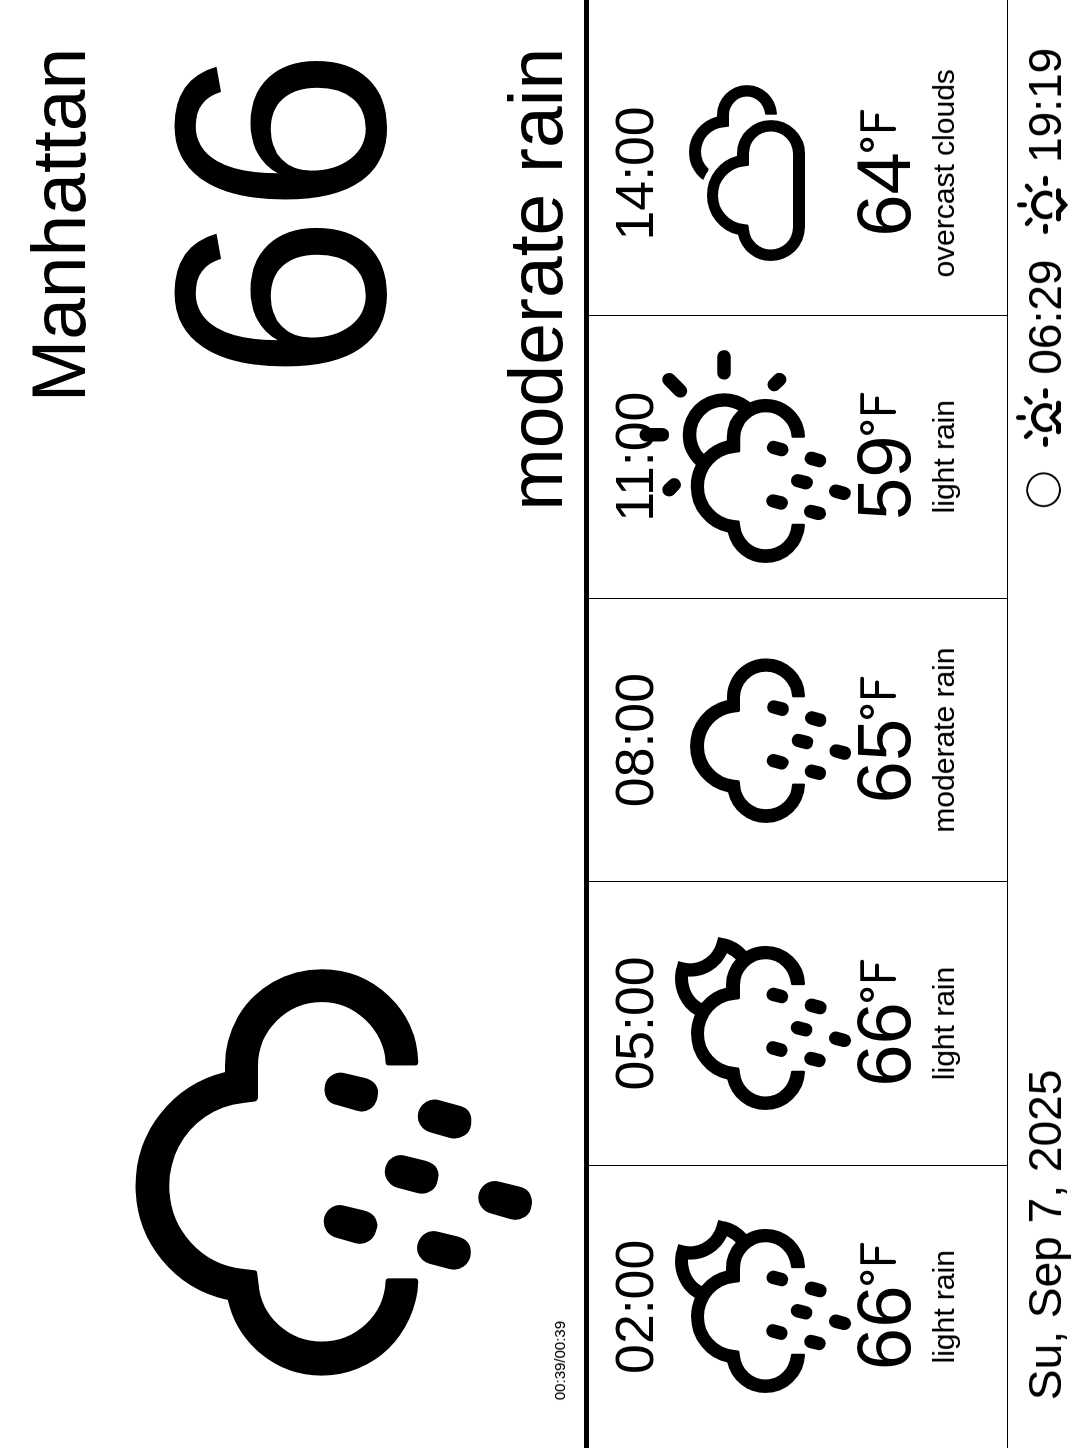 Manhattan
66
moderate rain
00:39/00:39
02:00
66°F
light rain
05:00
66°F
light rain
08:00
65°F
moderate rain
11:00
59°F
light rain
14:00
64°F
overcast clouds
Su, Sep 7, 2025
06:29
19:19